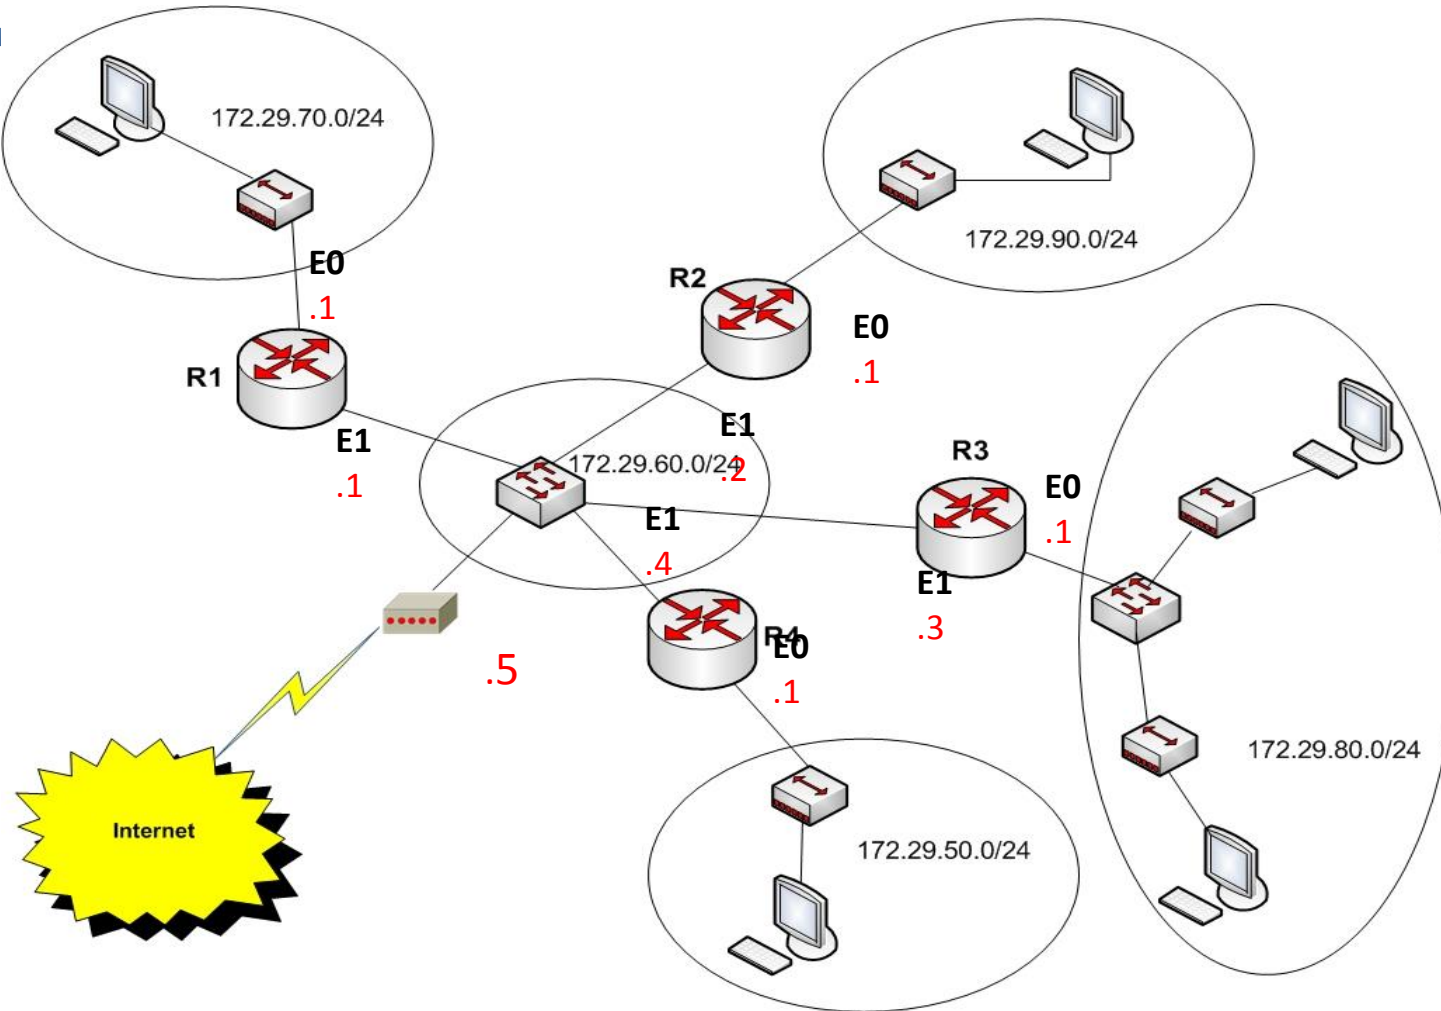 172.29.70.0/24
E0
.1
R1
E1
.1
R2
172.29.90.0/24
E0
.1
E1
.2
172.29.60.0/24
R3
E0
.1
E1
.3
E1
.4
R4
E0
.1
.5
172.29.80.0/24
172.29.50.0/24
Internet